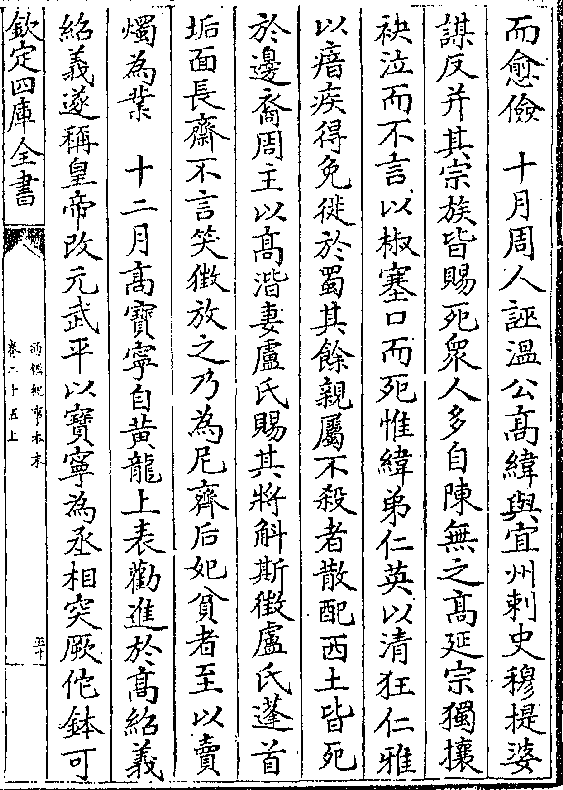 而愈儉　十月周人誣溫公高緯與宜州刺史穆提婆
謀反并其宗族皆賜死衆人多自陳無之高延宗獨攘
袂泣而不言以椒塞口而死惟緯弟仁英以清狂仁雅
以瘖疾得免徙於蜀其餘親屬不殺者散配西土皆死
於邊裔周主以高湝妻盧氏賜其將斛斯徴盧氏蓬首
垢面長齋不言笑徴放之乃為尼齊后妃貧者至以賣
燭為業　十二月高寶寧自黄龍上表勸進於高紹義
紹義遂稱皇帝改元武平以寶寧為丞相突厥佗鉢可
欽定四庫全書
通鑑紀事本末
卷二十五上
五十